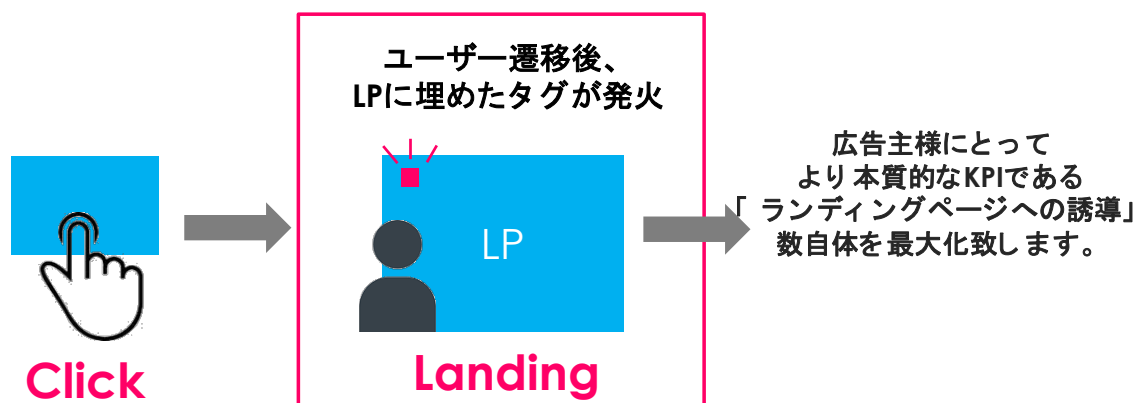 ユーザー遷移後、
LPに埋めたタグが発火
LP
Click
Landing
広告主様にとって
より本質的なKPIである
「ランディングページへの誘導」
数自体を最大化致します。